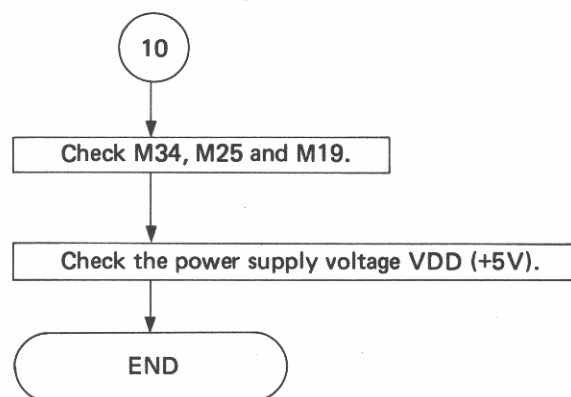 10
Check M34, M25 and M19.
Check the power supply voltage VDD (+5V).
END